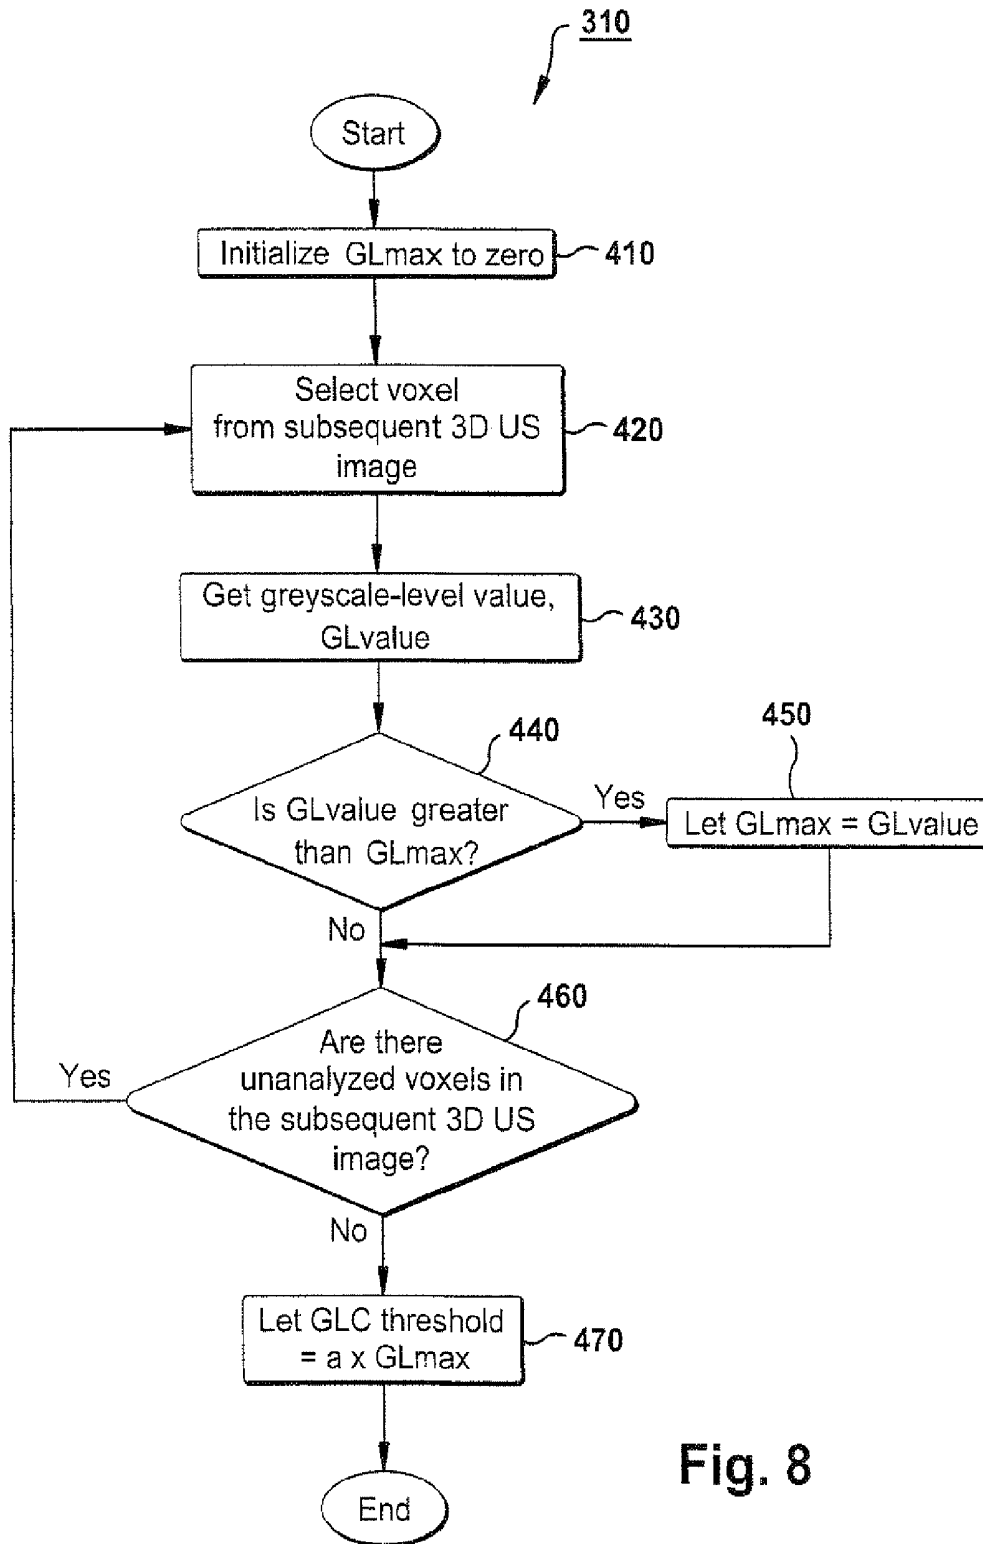 310
Start
Initialize GLmax to zero
410
Select voxel
from subsequent 3D US
image
420
Get greyscale-level value,
GLvalue
430
440
Is GLvalue greater
than GLmax?
Yes
450
Let GLmax = GLvalue
No
460
Are there
unanalyzed voxels in
the subsequent 3D US
image?
Yes
No
Let GLC threshold
= a x GLmax
470
End
Fig. 8